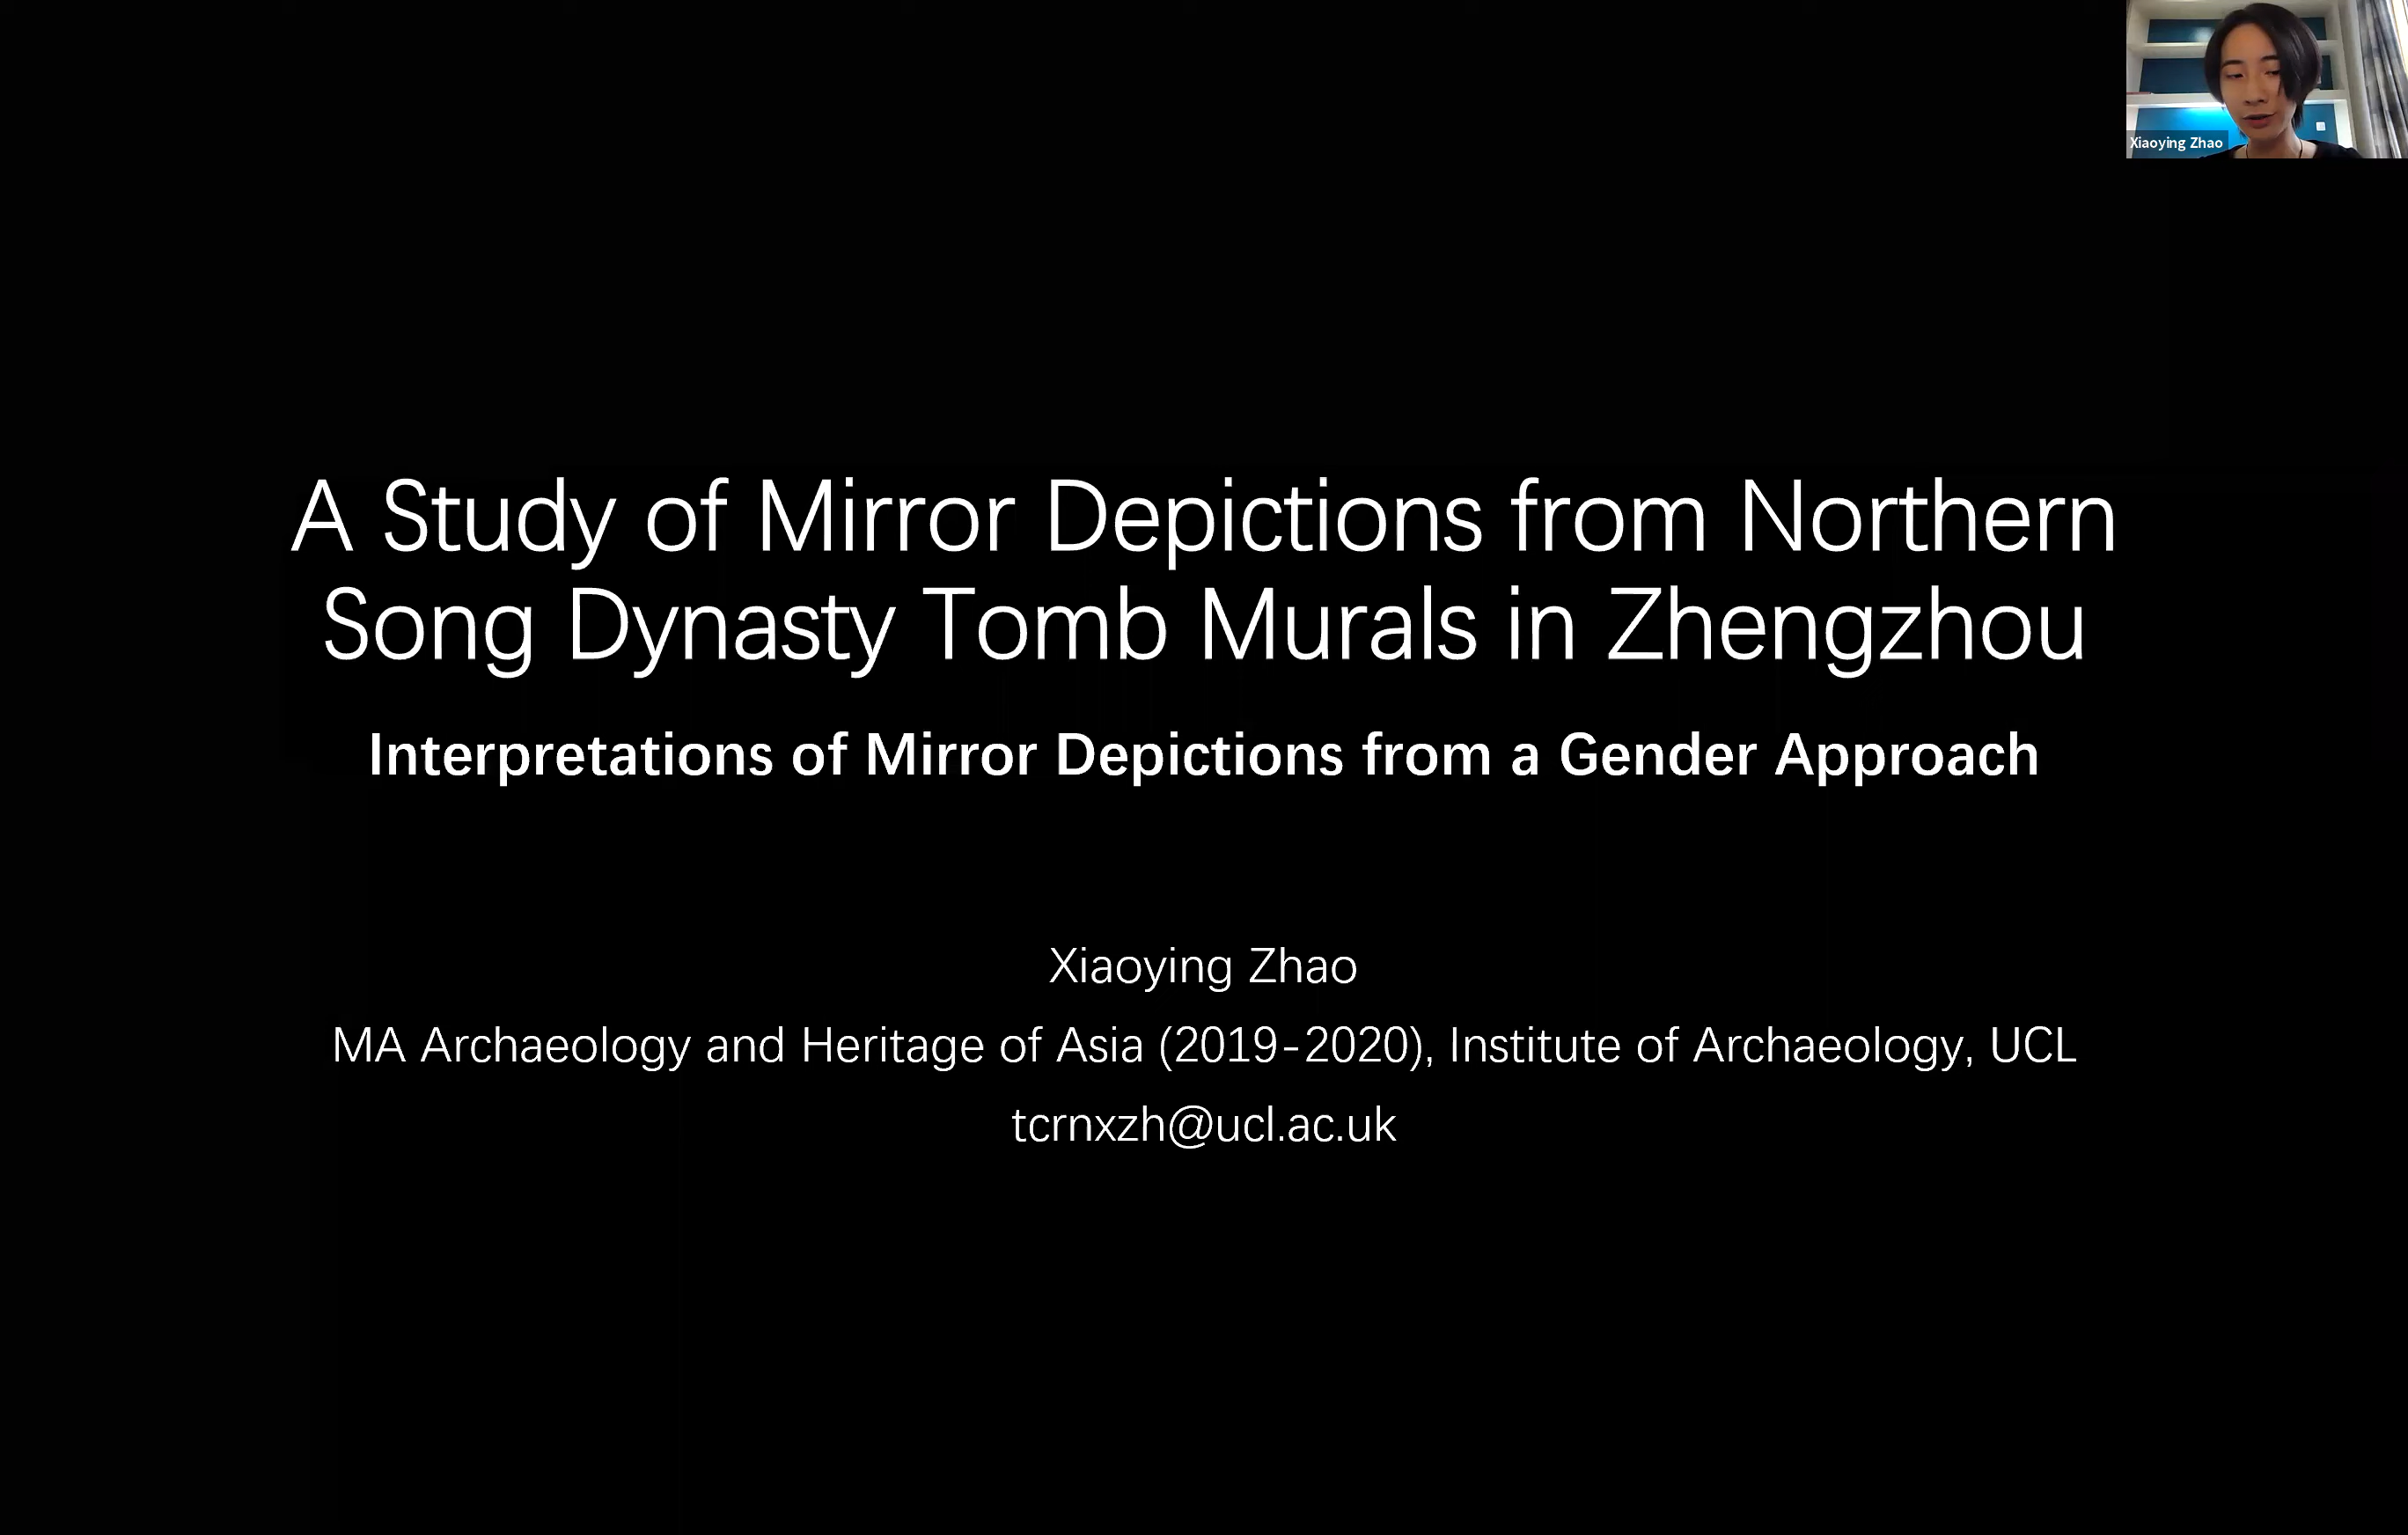 Xiaoying Zhao
A Study of Mirror Depictions from Northern
Song Dynasty Tomb Murals in Zhengzhou
Interpretations of Mirror Depictions from a Gender Approach
Xiaoying Zhao
MA Archaeology and Heritage of Asia (2019-2020), Institute of Archaeology, UCL
tcrnxzh@ucl.ac.uk